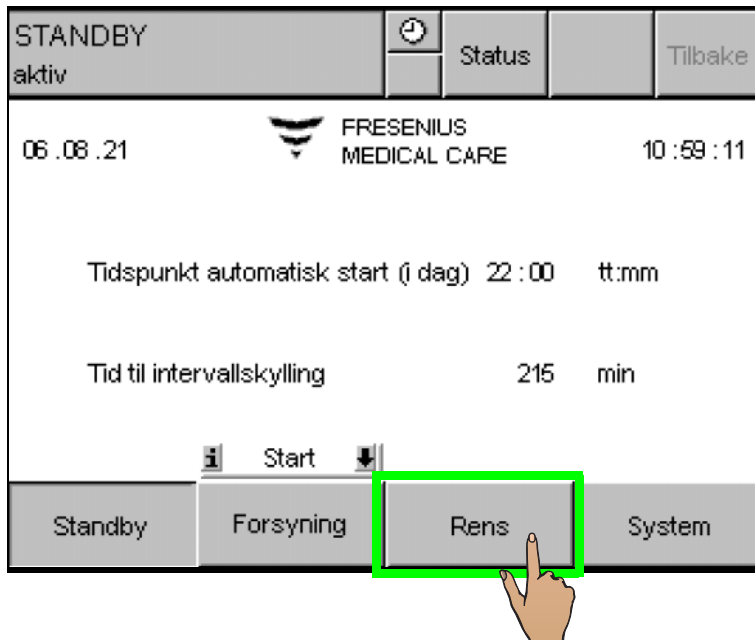 STANDBY
aktiv
Status
Tilbake
06.08.21
FRESENIUS
MEDICAL CARE
10:59:11
Tidspunkt automatisk start (i dag) 22:00 tt:mm
Tid til intervallskylling 215 min
i Start
Standby
Forsyning
Rens
System